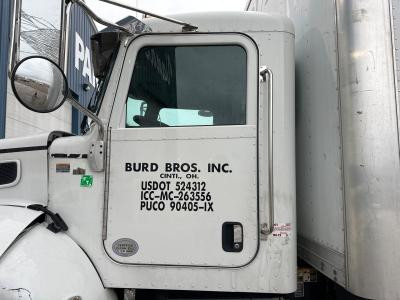 BURD BROS. INC.
CINTI., OH.
USDOT 524312
ICC-MC-263556
PUCO 90405-IX